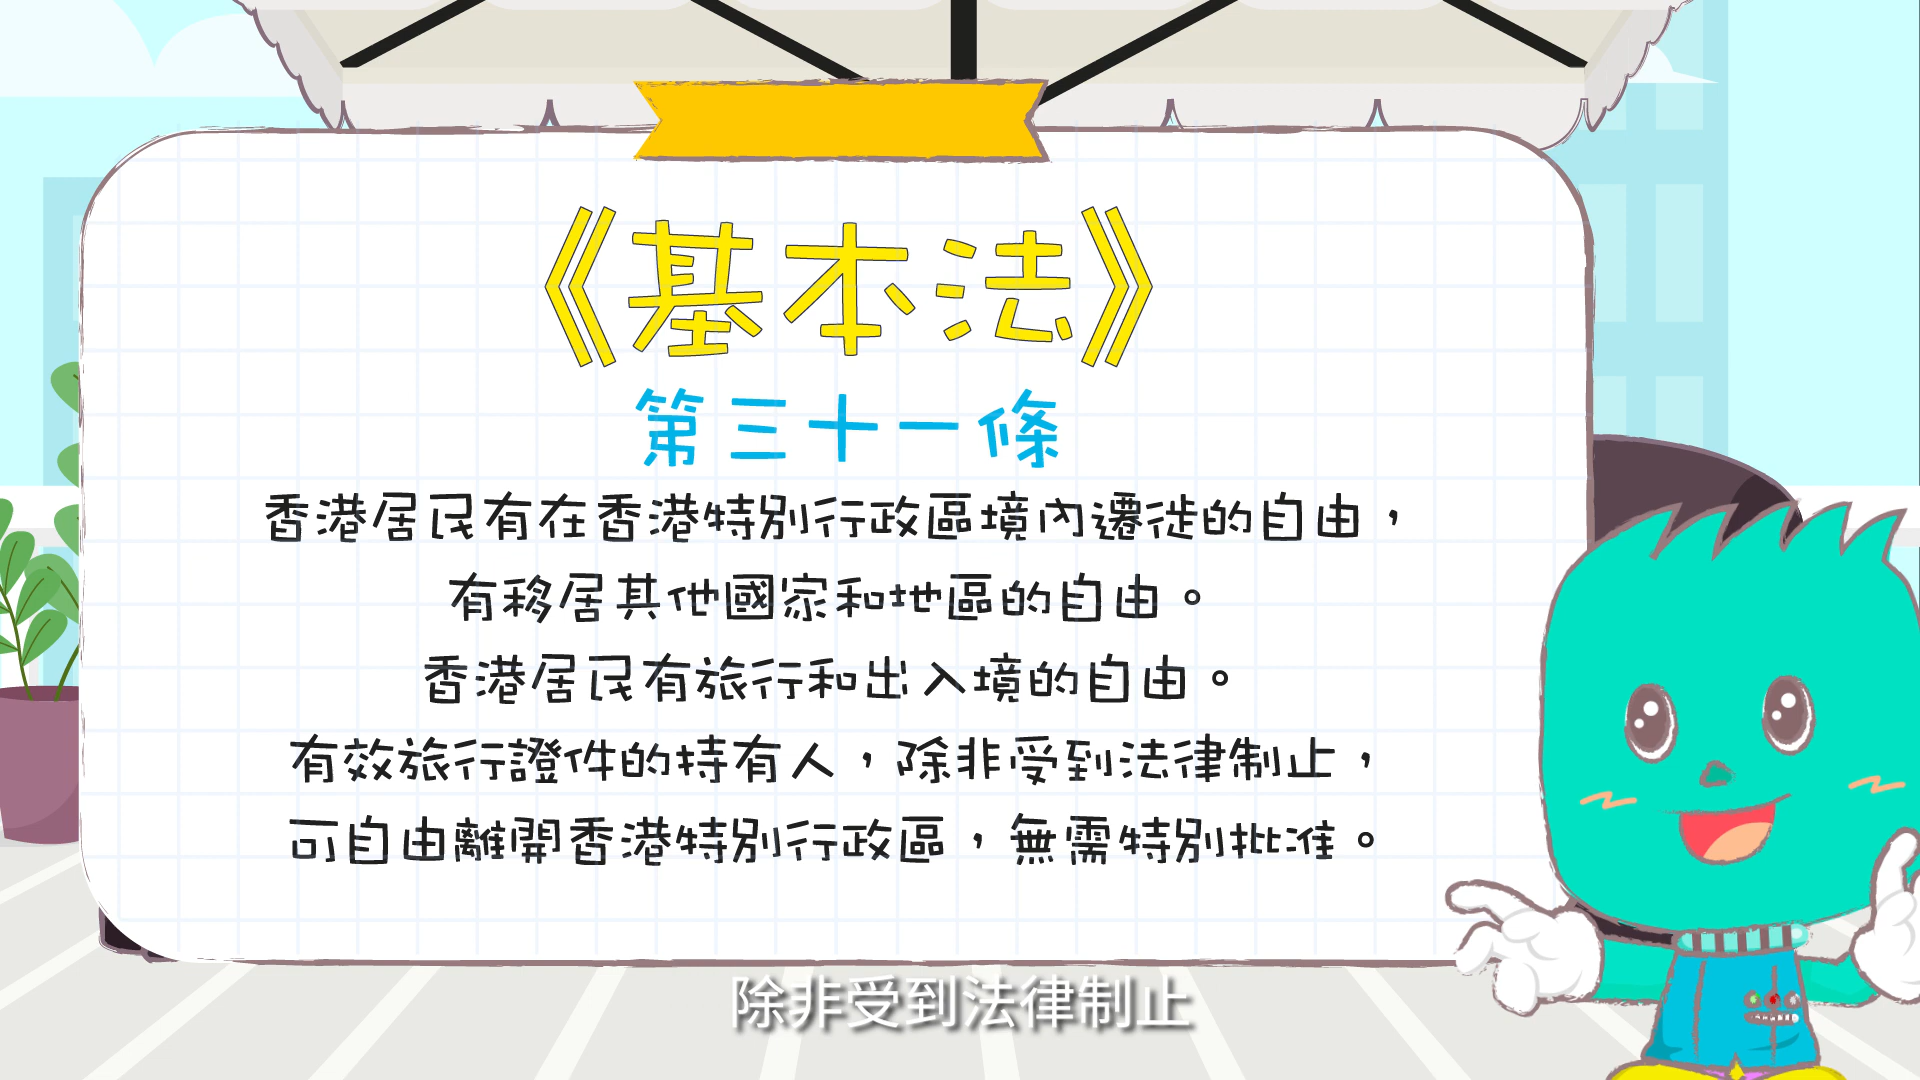 《基本法》
第三十一條
香港居民有在香港特別行政區境內遷徙的自由，
有移居其他國家和地區的自由。
香港居民有旅行和出入境的自由。
有效旅行證件的持有人，除非受到法律制止，
可自由離開香港特別行政區，無需特別批准。
除非受到法律制止